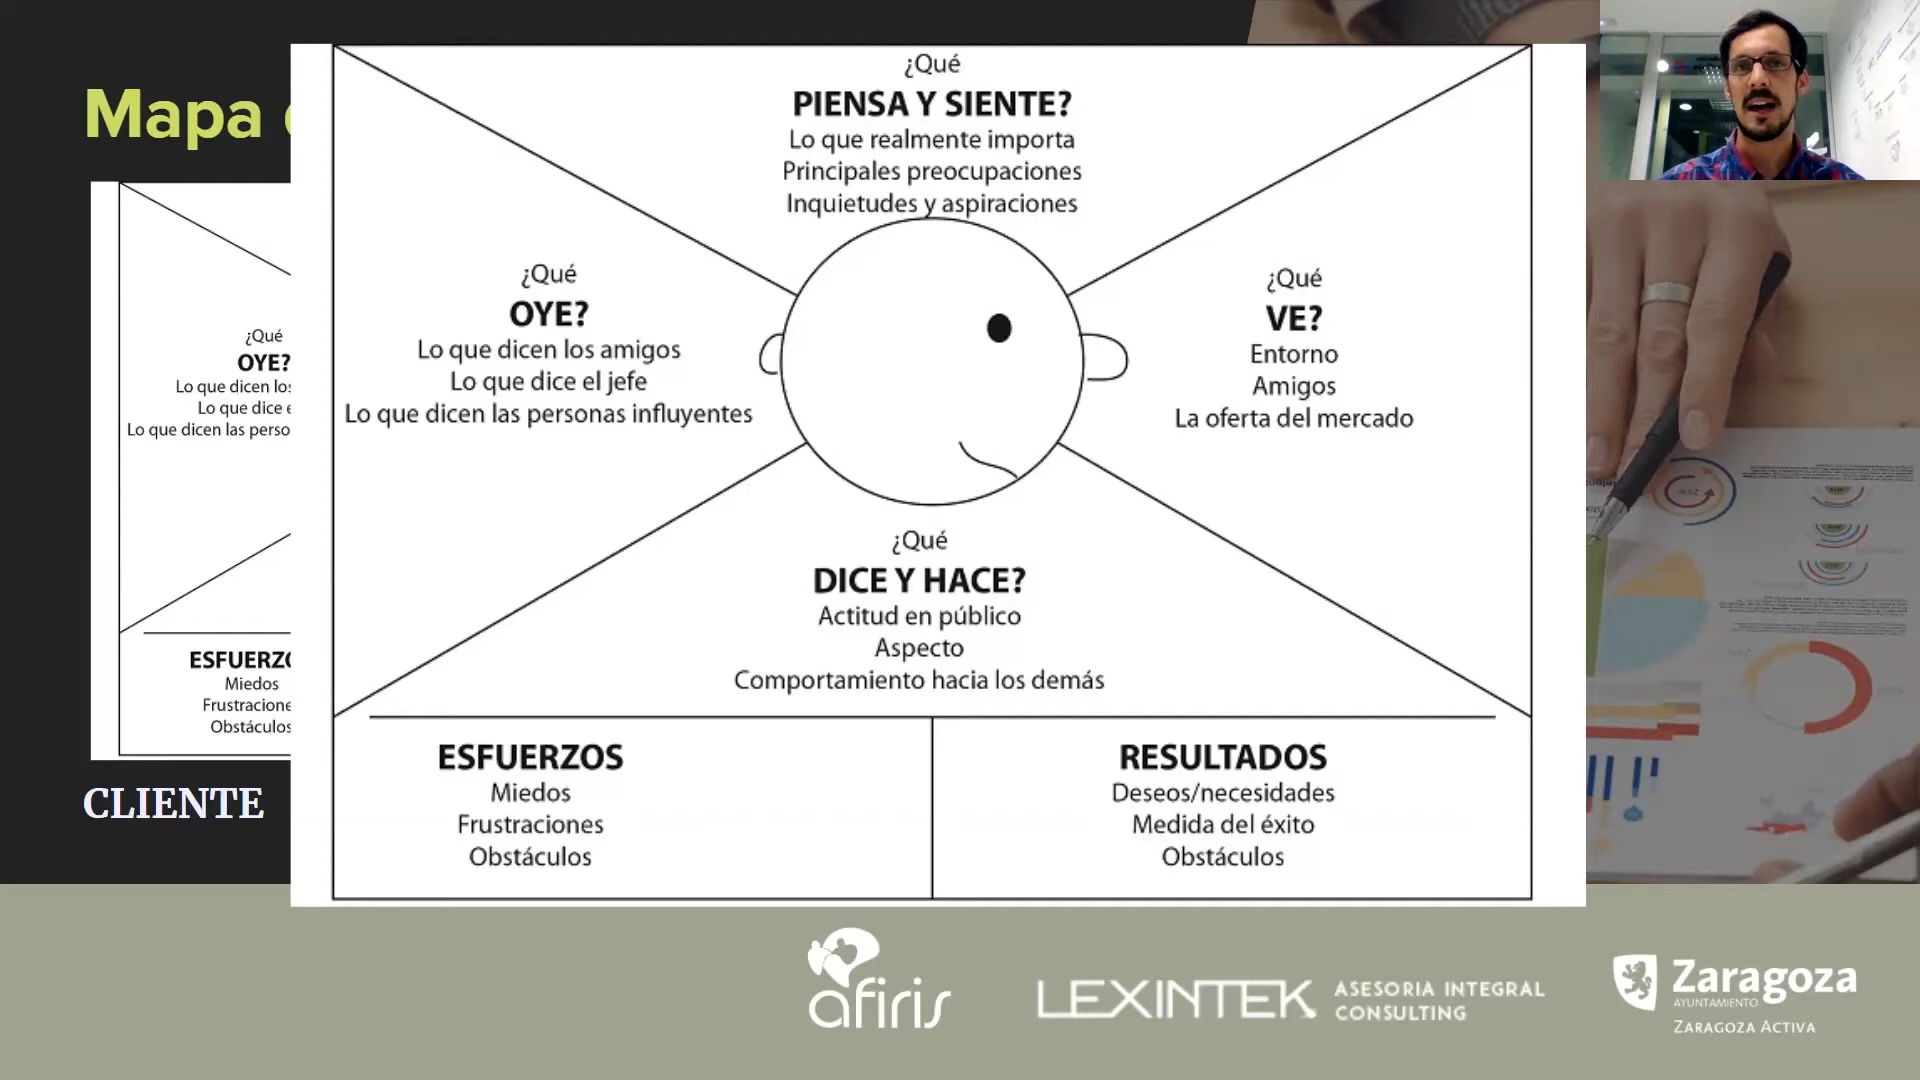 Mapa
¿Qué
PIENSA Y SIENTE?
Lo que realmente importa
Principales preocupaciones
Inquietudes y aspiraciones
¿Qué
OYE?
Lo que dicen los amigos
Lo que dice el jefe
Lo que dicen las personas influyentes
¿Qué
VE?
Entorno
Amigos
La oferta del mercado
¿Qué
DICE Y HACE?
Actitud en público
Aspecto
Comportamiento hacia los demás
ESFUERZOS
Miedos
Frustraciones
Obstáculos
RESULTADOS
Deseos/necesidades
Medida del éxito
Obstáculos
¿Qué
OYE?
Lo que dicen los
Lo que dice
Lo que dicen las
Miedos
Obstáculos
CLIENTE
afiris
LEXINTEK ASESORIA INTEGRAL
CONSULTING
Zaragoza
AYUNTAMIENTO
ZARAGOZA ACTIVA